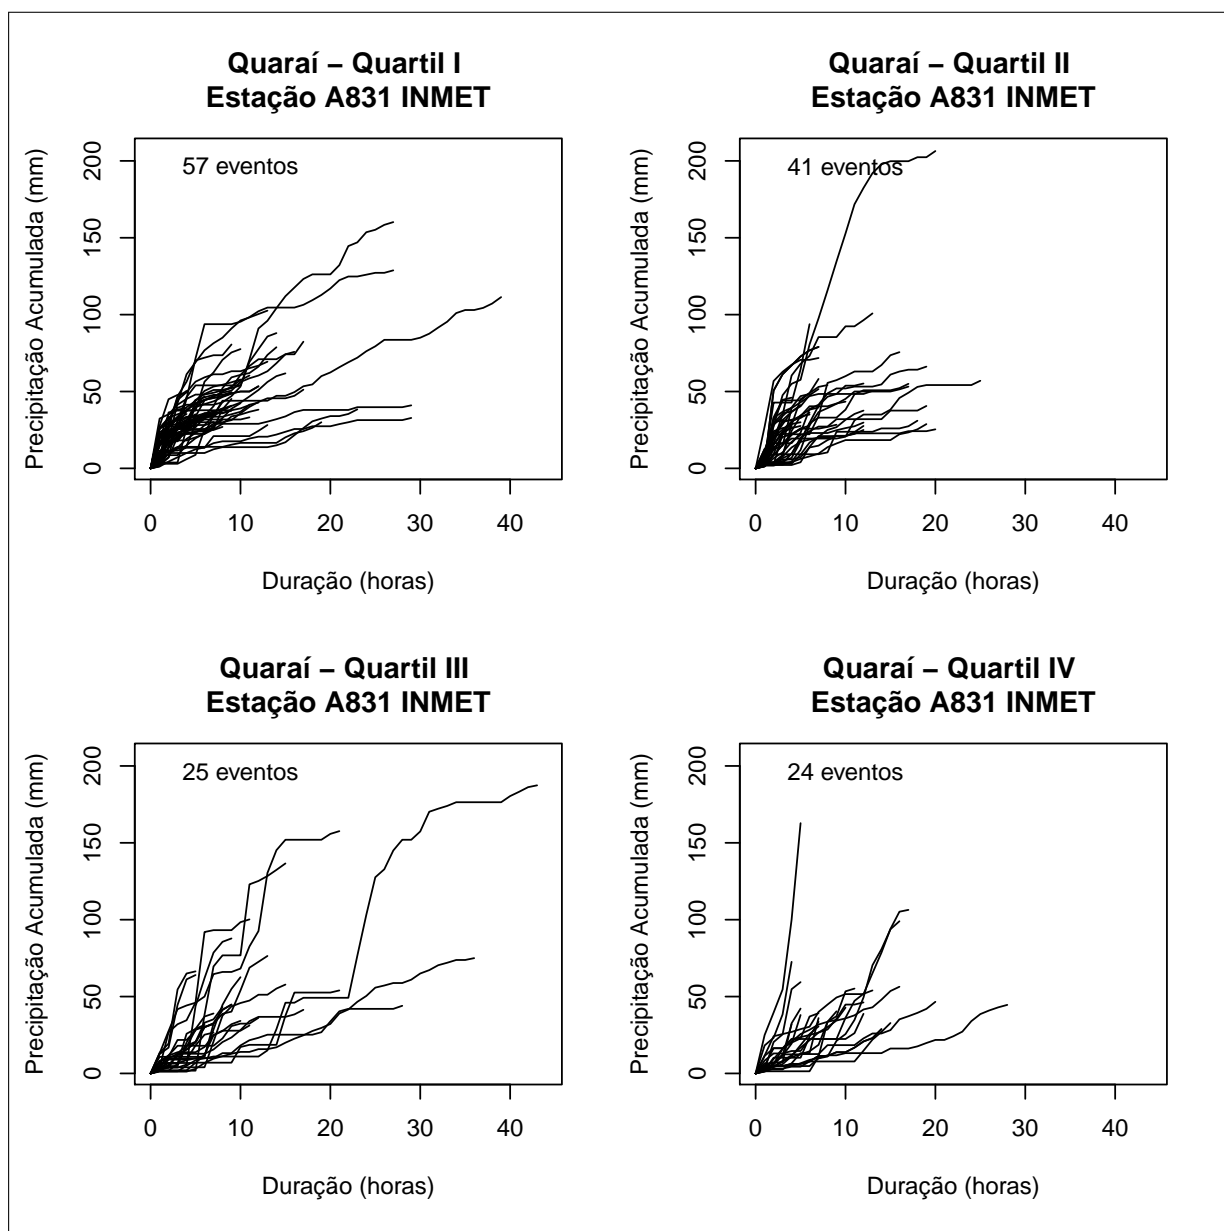 Quaraí – Quartil I
Estação A831 INMET
57 eventos
Precipitação Acumulada (mm)
0 50 100 150 200
0 10 20 30 40
Duração (horas)
Quaraí – Quartil II
Estação A831 INMET
41 eventos
Precipitação Acumulada (mm)
0 50 100 150 200
0 10 20 30 40
Duração (horas)
Quaraí – Quartil III
Estação A831 INMET
25 eventos
Precipitação Acumulada (mm)
0 50 100 150 200
0 10 20 30 40
Duração (horas)
Quaraí – Quartil IV
Estação A831 INMET
24 eventos
Precipitação Acumulada (mm)
0 50 100 150 200
0 10 20 30 40
Duração (horas)